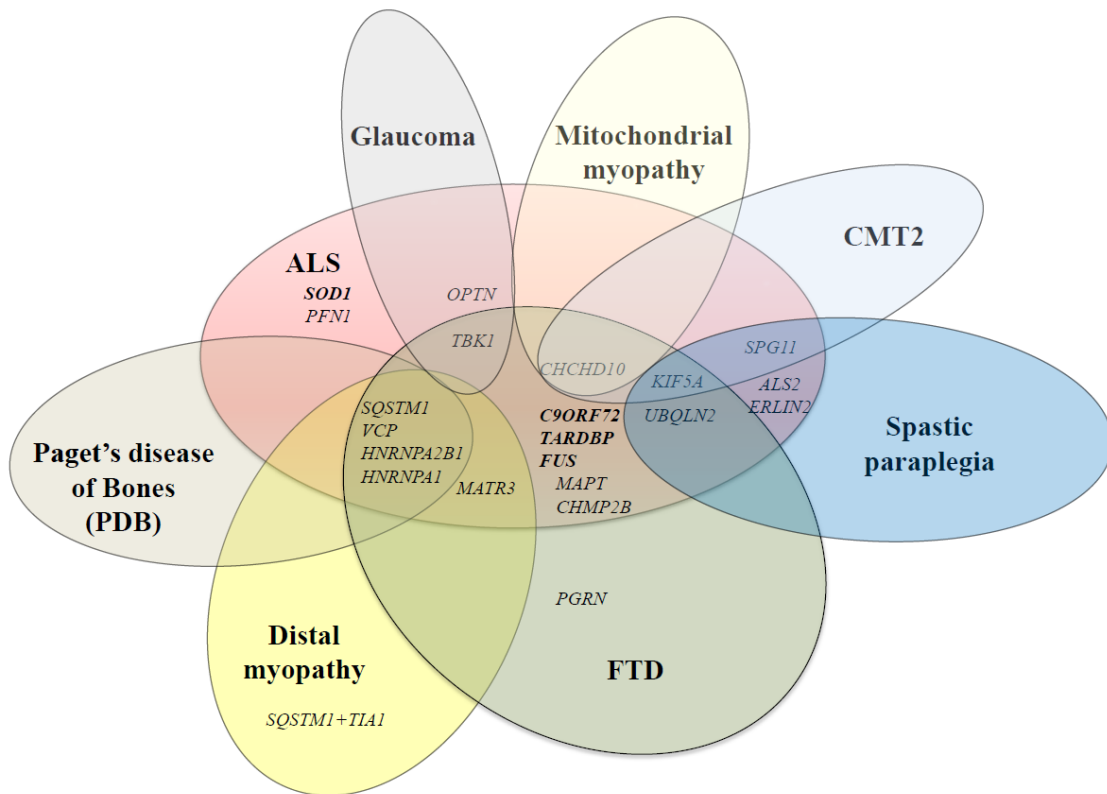 Glaucoma
Mitochondrial
myopathy
CMT2
ALS
SOD1
PFN1
OPTN
TBK1
CHCHD10
SPG11
KIF5A
ALS2
ERLIN2
UBQLN2
SQSTM1
VCP
HNRNPA2B1
HNRNPA1
MATR3
C9ORF72
TARDBP
FUS
MAPT
CHMP2B
Spastic
paraplegia
Paget’s disease
of Bones
(PDB)
PGRN
Distal
myopathy
FTD
SQSTM1+TIA1